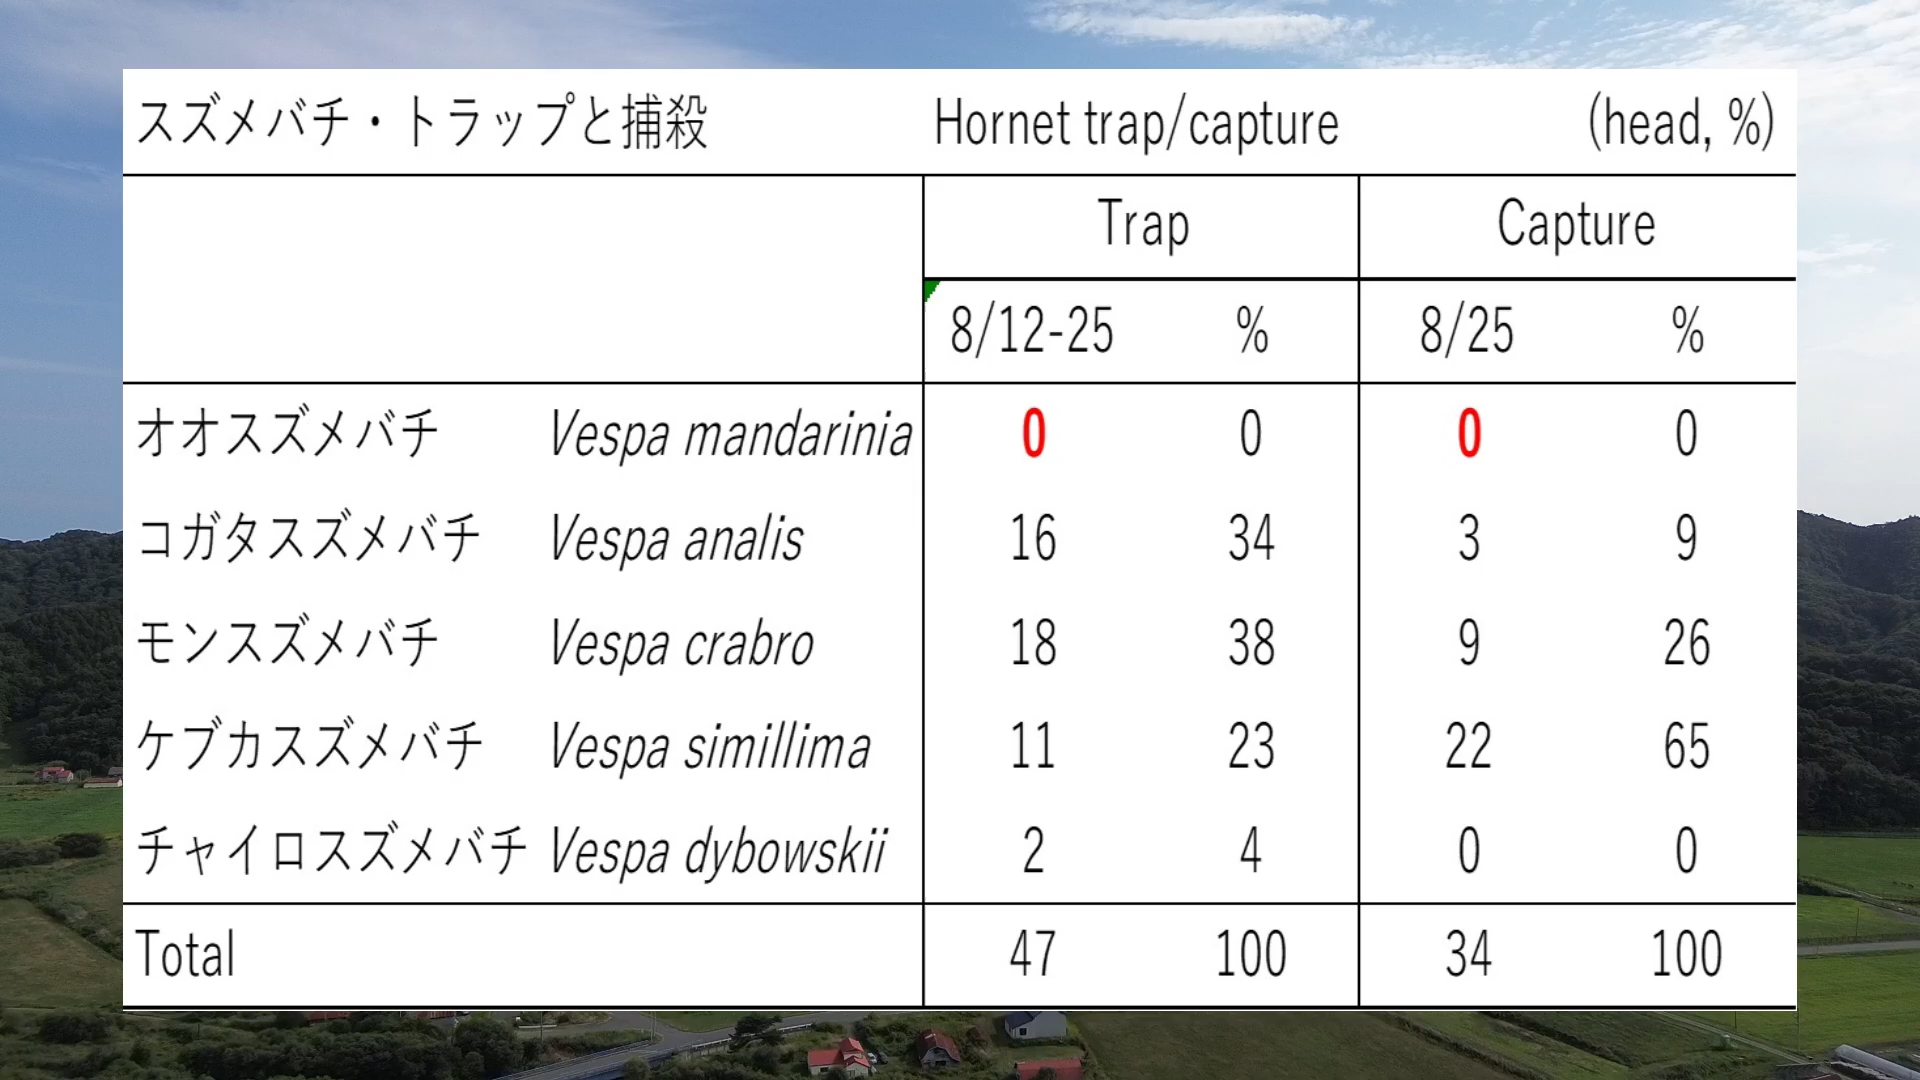 スズメバチ・トラップと捕殺 Hornet trap/capture (head, %)
Trap Capture
8/12-25 % 8/25 %
オオスズメバチ Vespa mandarinia 0 0 0 0
コガタスズメバチ Vespa analis 16 34 3 9
モンスズメバチ Vespa crabro 18 38 9 26
ケブカスズメバチ Vespa simillima 11 23 22 65
チャイロスズメバチ Vespa dybowskii 2 4 0 0
Total 47 100 34 100